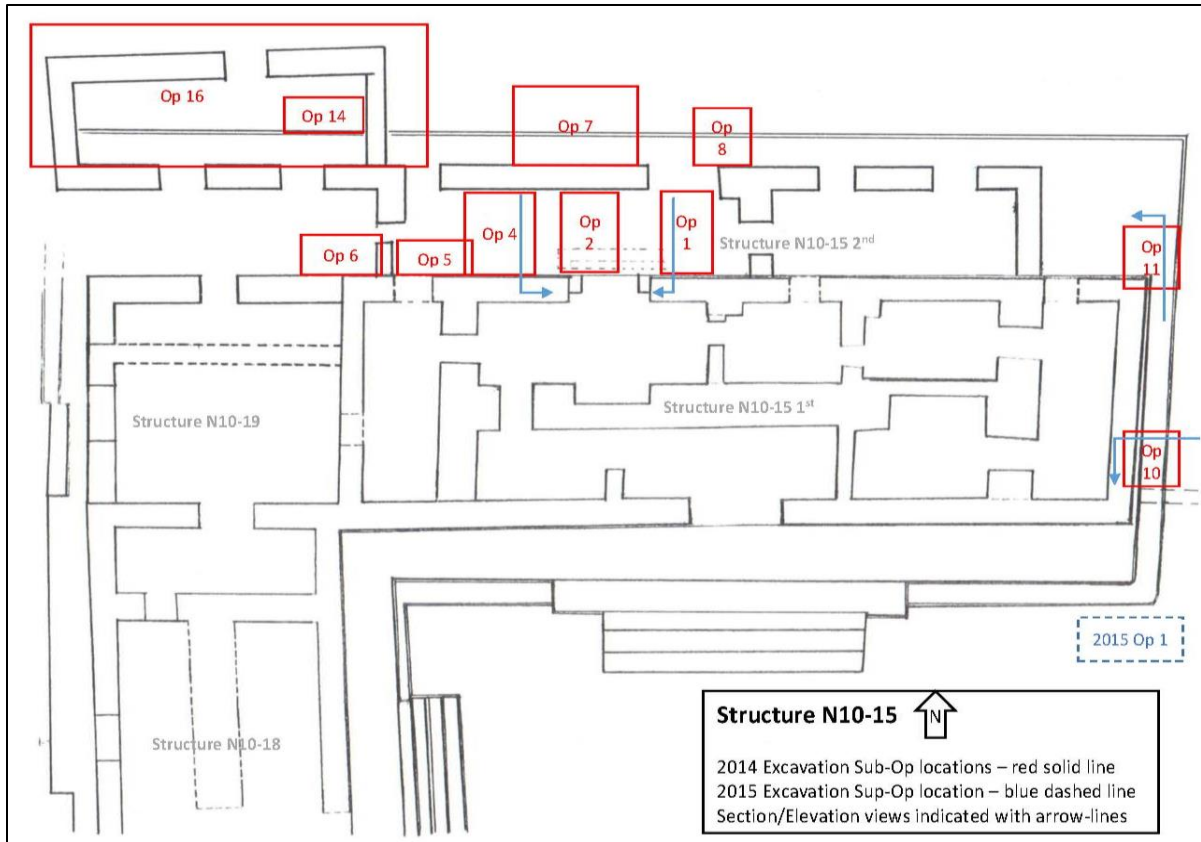 Op 16
Op 14
Op 7
Op
8
Op 4
Op
2
Op
1
Structure N10-15 2nd
Op 6
Op 5
Op
11
Structure N10-19
Structure N10-15 1st
Op
10
2015 Op 1
Structure N10-18
Structure N10-15
N
2014 Excavation Sub-Op locations – red solid line
2015 Excavation Sup-Op location – blue dashed line
Section/Elevation views indicated with arrow-lines